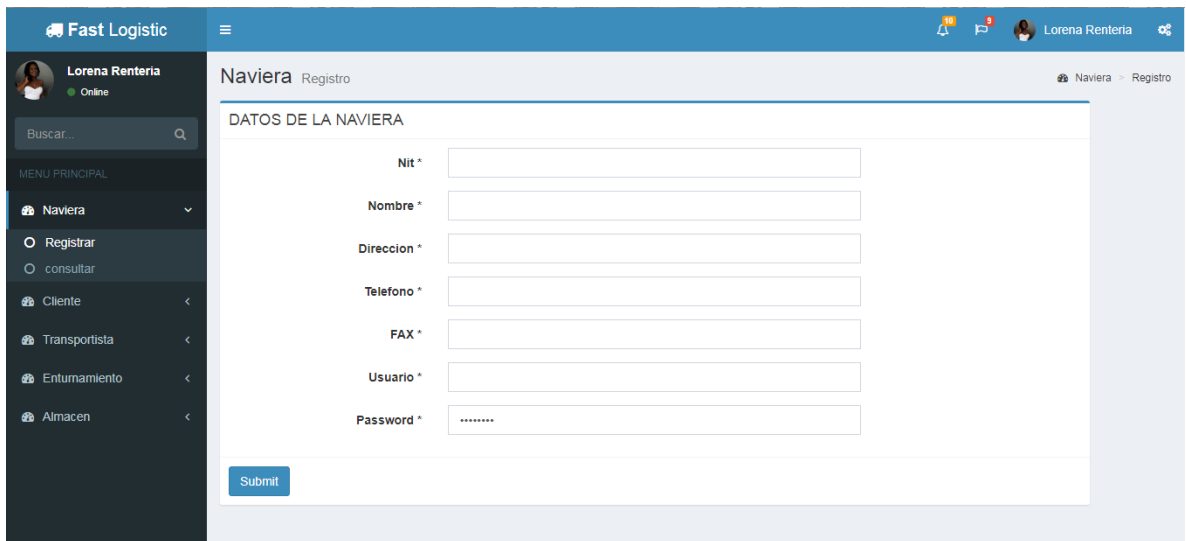 Fast Logistic
10
9
Lorena Renteria
Lorena Renteria
Online
Naviera Registro
Naviera > Registro
Buscar...
MENU PRINCIPAL
Naviera
Registrar
consultar
Cliente
Transportista
Enturnamiento
Almacen
DATOS DE LA NAVIERA
Nit *
Nombre *
Direccion *
Telefono *
FAX *
Usuario *
Password * ••••••••
Submit